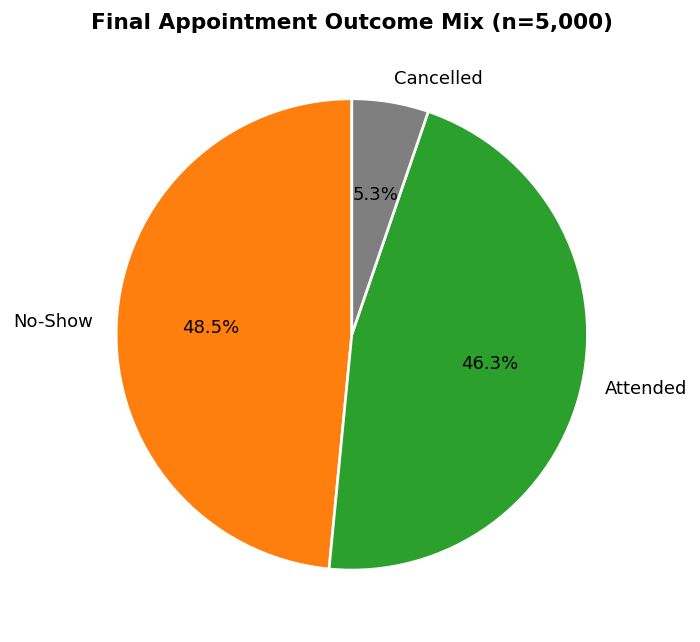 Final Appointment Outcome Mix (n=5,000)
Cancelled
5.3%
No-Show
48.5%
46.3%
Attended